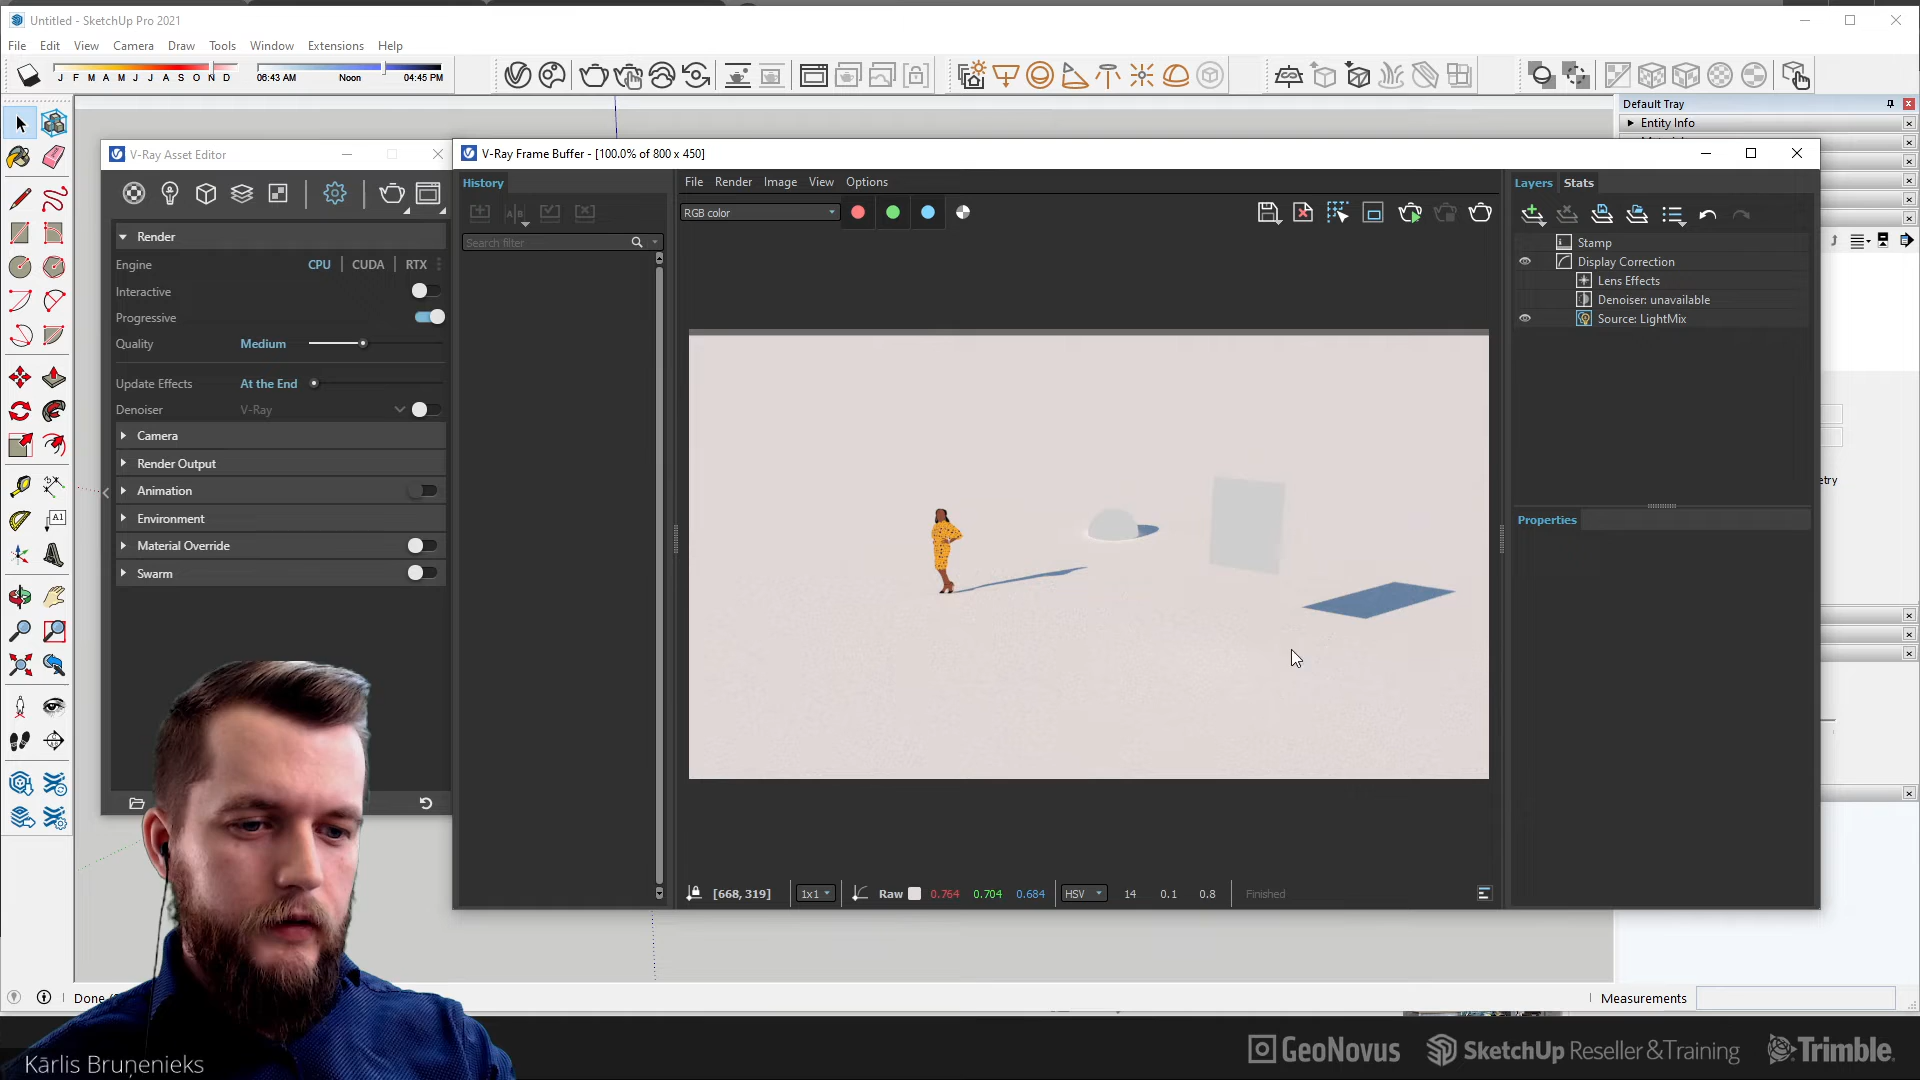 Untitled - SketchUp Pro 2021
File Edit View Camera Draw Tools Window Extensions Help
J F M A M J J A S O N D
06:43 AM Noon 04:45 PM
Default Tray
Entity Info
V-Ray Asset Editor
V-Ray Frame Buffer - [100.0% of 800 x 450]
History
File Render Image View Options
Layers Stats
RGB color
Search filter
Render
Engine CPU CUDA RTX
Interactive
Progressive
Quality Medium
Update Effects At the End
Denoiser V-Ray
Camera
Render Output
Animation
Environment
Material Override
Swarm
Stamp
Display Correction
Lens Effects
Denoiser: unavailable
Source: LightMix
Properties
A1
[668, 319] 1x1 Raw 0.764 0.704 0.684 HSV 14 0.1 0.8 Finished
Done
Measurements
Kārlis Bruņenieks
GeoNovus SketchUp Reseller & Training Trimble